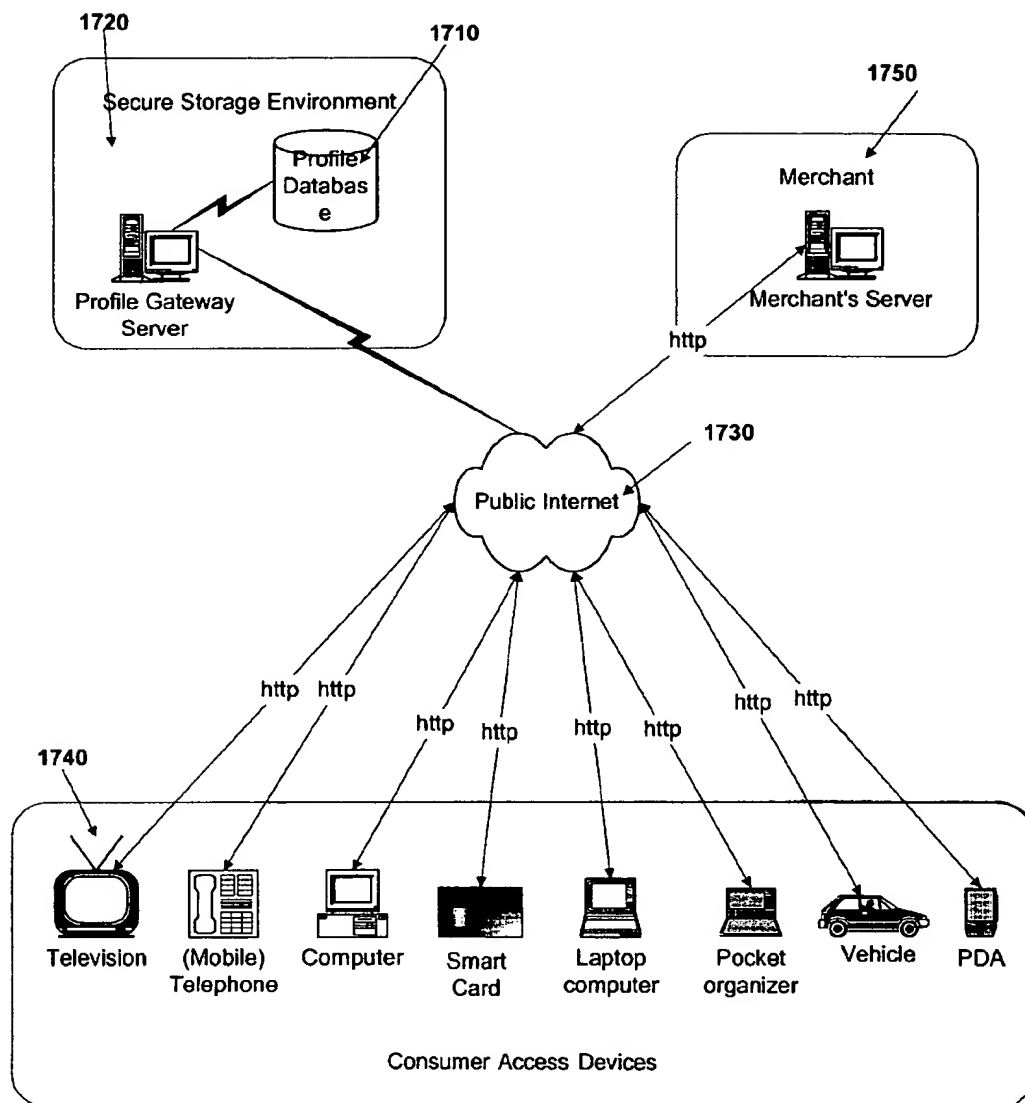 1720
1710
1750
Secure Storage Environment
Profile
Databas
e
Profile Gateway
Server
Merchant
Merchant's Server
http
1730
Public Internet
http
http
http
http
http
http
http
http
1740
Television
(Mobile)
Telephone
Computer
Smart
Card
Laptop
computer
Pocket
organizer
Vehicle
PDA
Consumer Access Devices